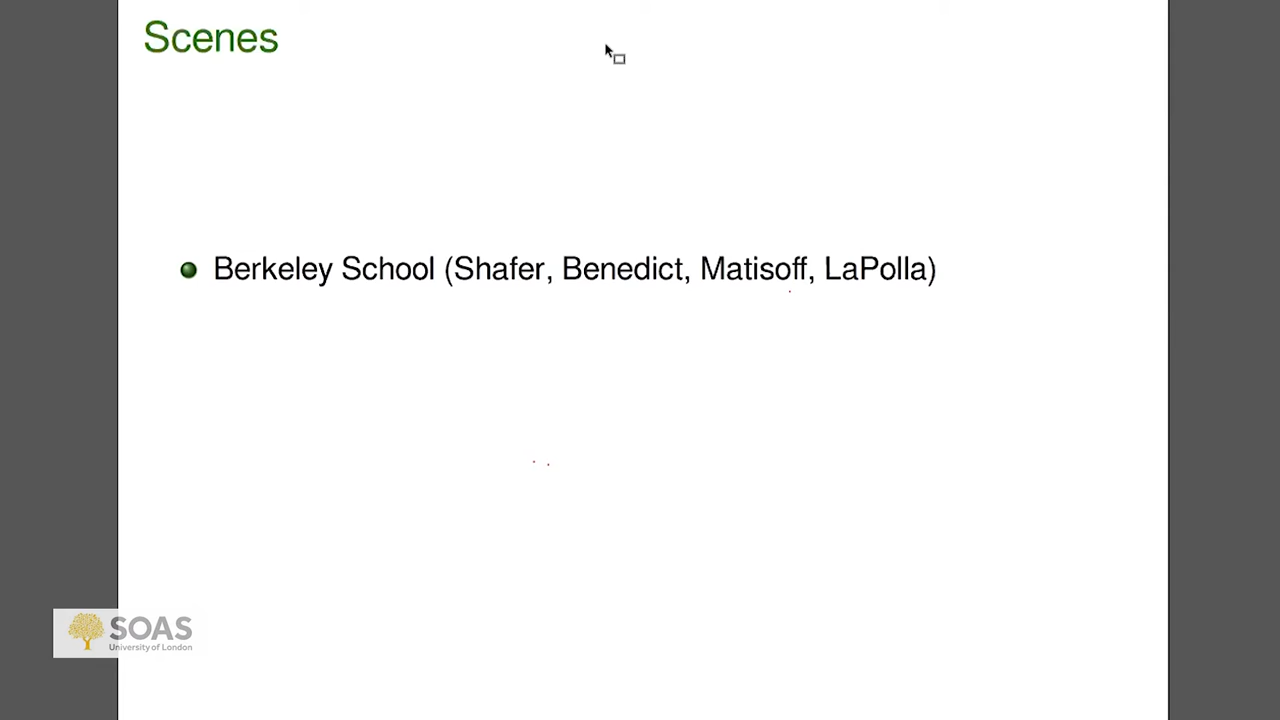 Scenes
Berkeley School (Shafer, Benedict, Matisoff, LaPolla)
SOAS
University of London